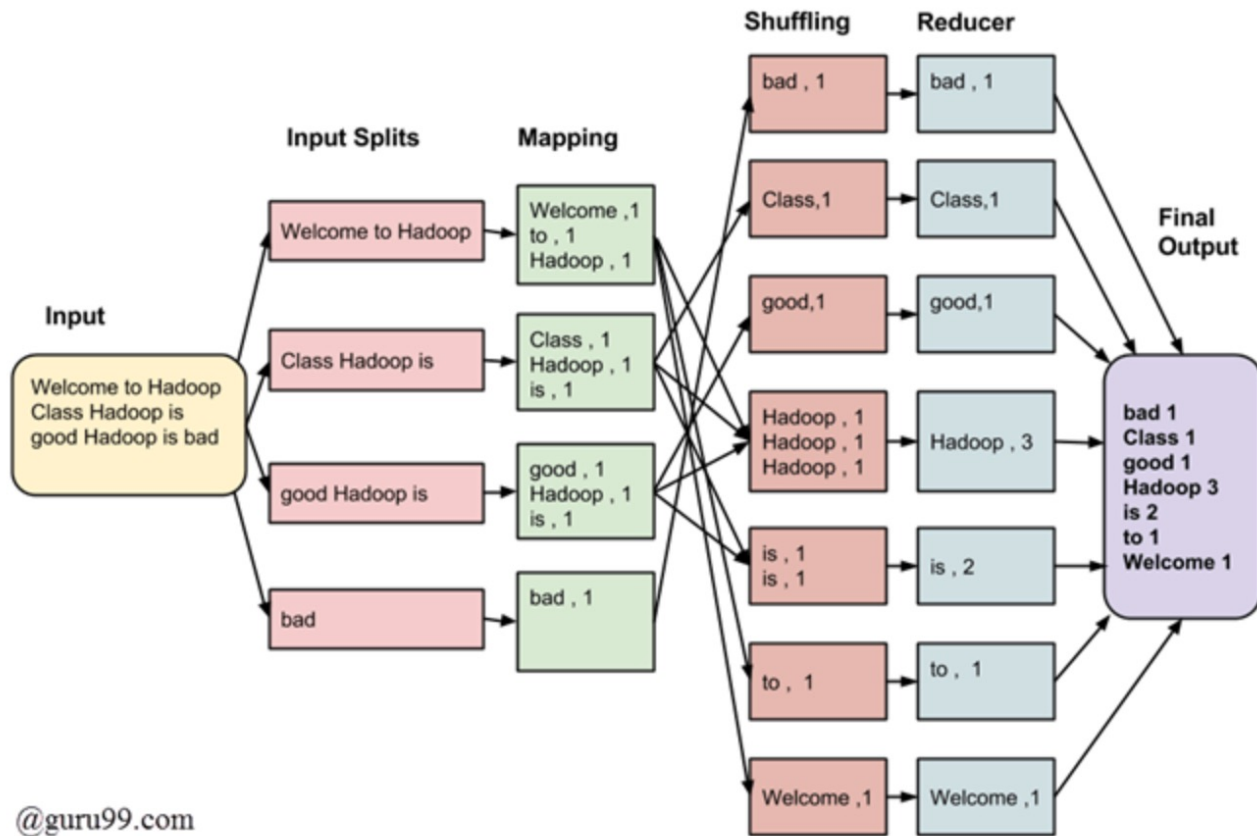 Input
Welcome to Hadoop
Class Hadoop is
good Hadoop is bad
Input Splits
Welcome to Hadoop
Class Hadoop is
good Hadoop is
bad
Mapping
Welcome ,1
to , 1
Hadoop , 1
Class , 1
Hadoop , 1
is , 1
good , 1
Hadoop , 1
is , 1
bad , 1
Shuffling
bad , 1
Class,1
good,1
Hadoop , 1
Hadoop , 1
Hadoop , 1
is , 1
is , 1
to , 1
Welcome ,1
Reducer
bad , 1
Class,1
good,1
Hadoop , 3
is , 2
to , 1
Welcome ,1
Final
Output
bad 1
Class 1
good 1
Hadoop 3
is 2
to 1
Welcome 1
@guru99.com